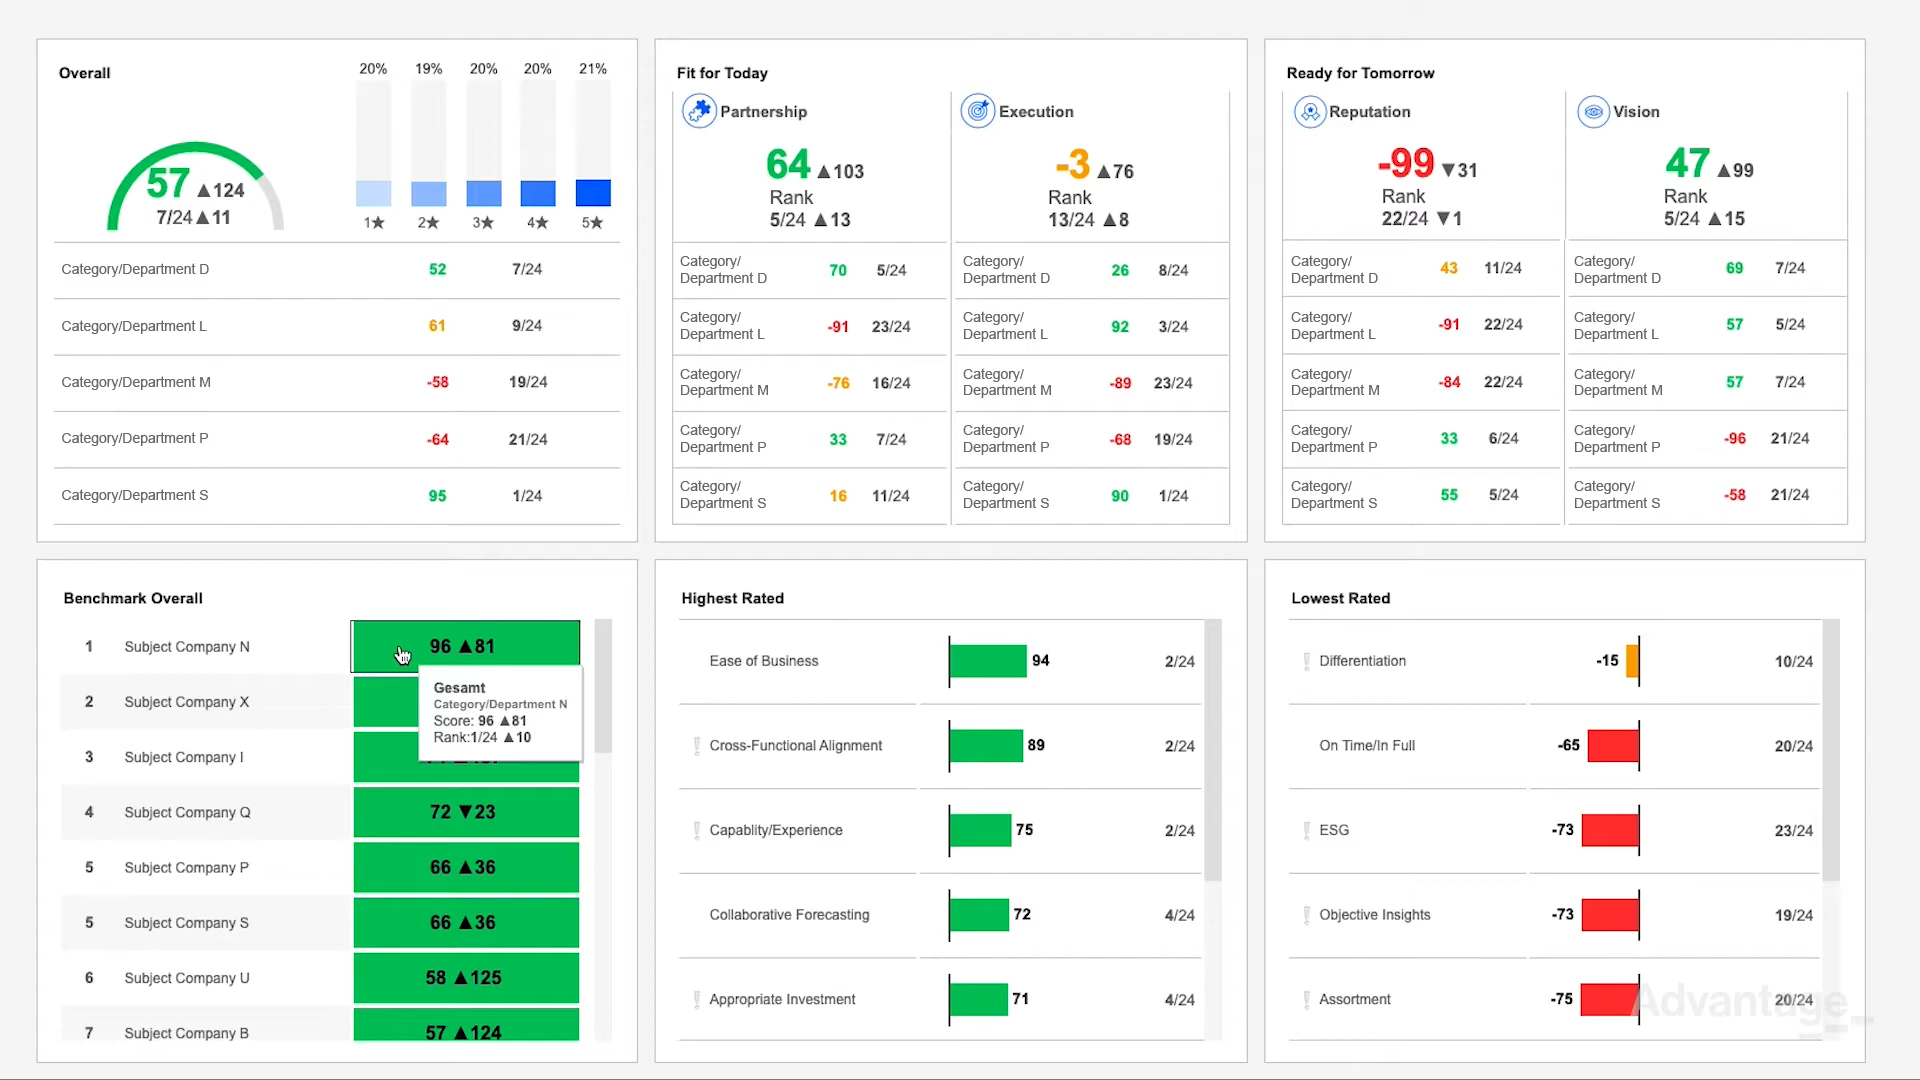 Overall
20% 19% 20% 20% 21%
57 ▲124
7/24 ▲11
1★ 2★ 3★ 4★ 5★
Category/Department D 52 7/24
Category/Department L 61 9/24
Category/Department M -58 19/24
Category/Department P -64 21/24
Category/Department S 95 1/24
Fit for Today
Partnership
64 ▲103
Rank
5/24 ▲13
Category/
Department D 70 5/24
Category/
Department L -91 23/24
Category/
Department M -76 16/24
Category/
Department P 33 7/24
Category/
Department S 16 11/24
Execution
-3 ▲76
Rank
13/24 ▲8
Category/
Department D 26 8/24
Category/
Department L 92 3/24
Category/
Department M -89 23/24
Category/
Department P -68 19/24
Category/
Department S 90 1/24
Ready for Tomorrow
Reputation
-99 ▼31
Rank
22/24 ▼1
Category/
Department D 43 11/24
Category/
Department L -91 22/24
Category/
Department M -84 22/24
Category/
Department P 33 6/24
Category/
Department S 55 5/24
Vision
47 ▲99
Rank
5/24 ▲15
Category/
Department D 69 7/24
Category/
Department L 57 5/24
Category/
Department M 57 7/24
Category/
Department P -96 21/24
Category/
Department S -58 21/24
Benchmark Overall
1 Subject Company N 96 ▲81
Gesamt
Category/Department N
Score: 96 ▲81
Rank:1/24 ▲10
2 Subject Company X
3 Subject Company I
4 Subject Company Q 72 ▼23
5 Subject Company P 66 ▲36
5 Subject Company S 66 ▲36
6 Subject Company U 58 ▲125
7 Subject Company B 57 ▲124
Highest Rated
Ease of Business 94 2/24
Cross-Functional Alignment 89 2/24
Capablity/Experience 75 2/24
Collaborative Forecasting 72 4/24
Appropriate Investment 71 4/24
Lowest Rated
Differentiation -15 10/24
On Time/In Full -65 20/24
ESG -73 23/24
Objective Insights -73 19/24
Assortment -75 20/24
Advantage